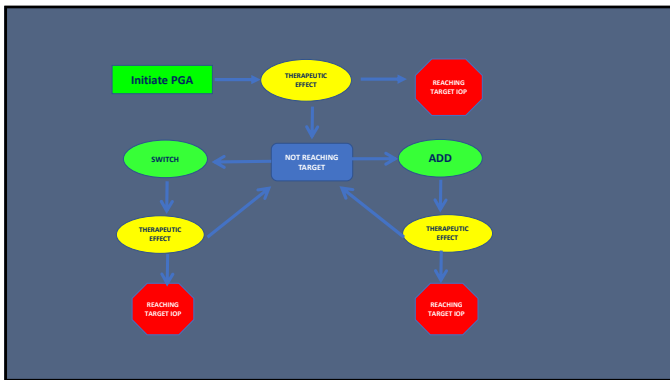 Initiate PGA
THERAPEUTIC
EFFECT
REACHING
TARGET IOP
SWITCH
NOT REACHING
TARGET
ADD
THERAPEUTIC
EFFECT
THERAPEUTIC
EFFECT
REACHING
TARGET IOP
REACHING
TARGET IOP